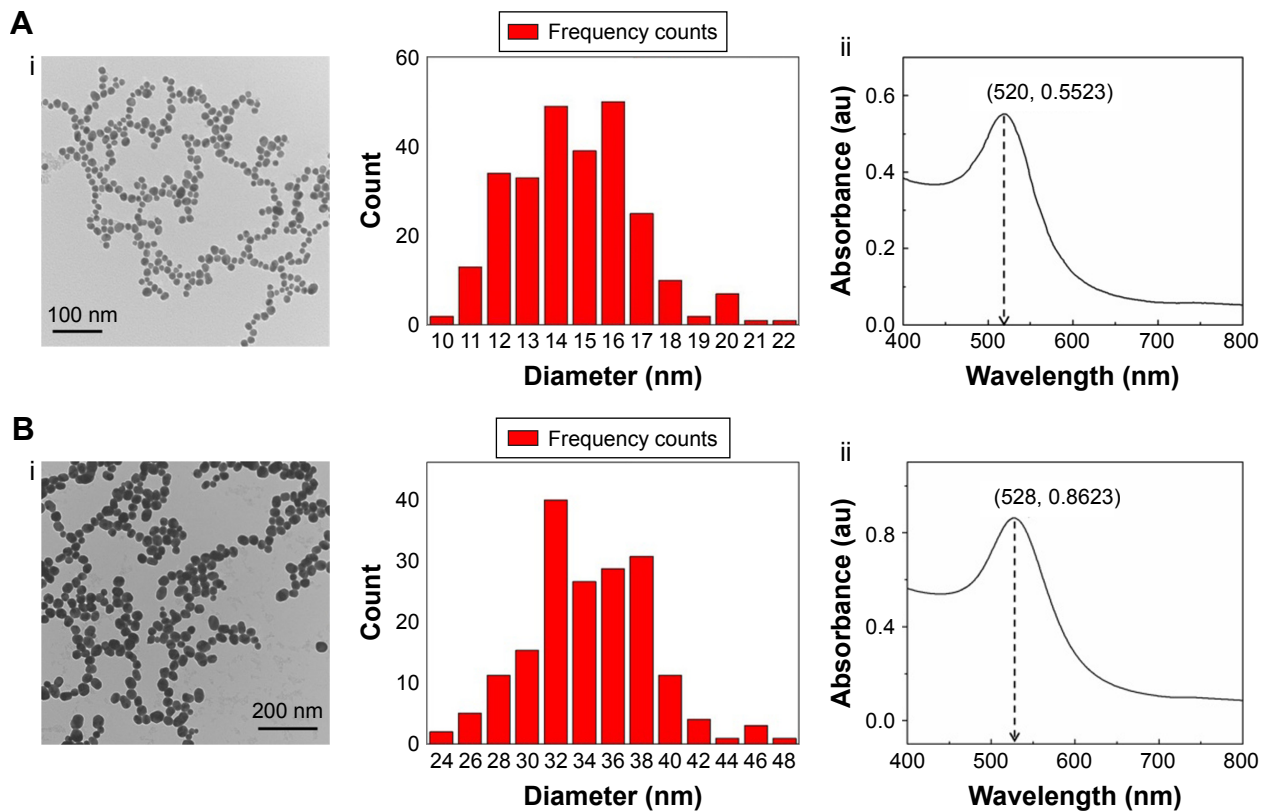 A
Frequency counts
i
100 nm
60
40
20
0
Count
10 11 12 13 14 15 16 17 18 19 20 21 22
Diameter (nm)
ii
(520, 0.5523)
0.6
0.4
0.2
0.0
Absorbance (au)
400 500 600 700 800
Wavelength (nm)
B
Frequency counts
i
200 nm
40
30
20
10
0
Count
24 26 28 30 32 34 36 38 40 42 44 46 48
Diameter (nm)
ii
(528, 0.8623)
0.8
0.4
0.0
Absorbance (au)
400 500 600 700 800
Wavelength (nm)